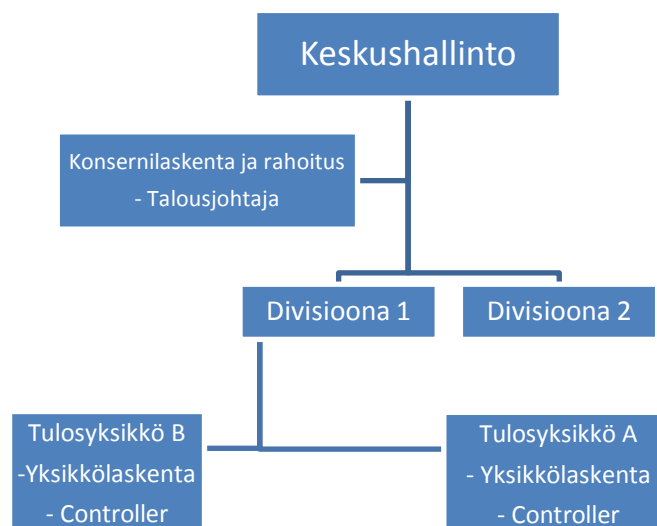 Keskushallinto
Konsernilaskenta ja rahoitus
- Talousjohtaja
Divisioona 1
Divisioona 2
Tulosyksikkö B
-Yksikkölaskenta
- Controller
Tulosyksikkö A
- Yksikkölaskenta
- Controller